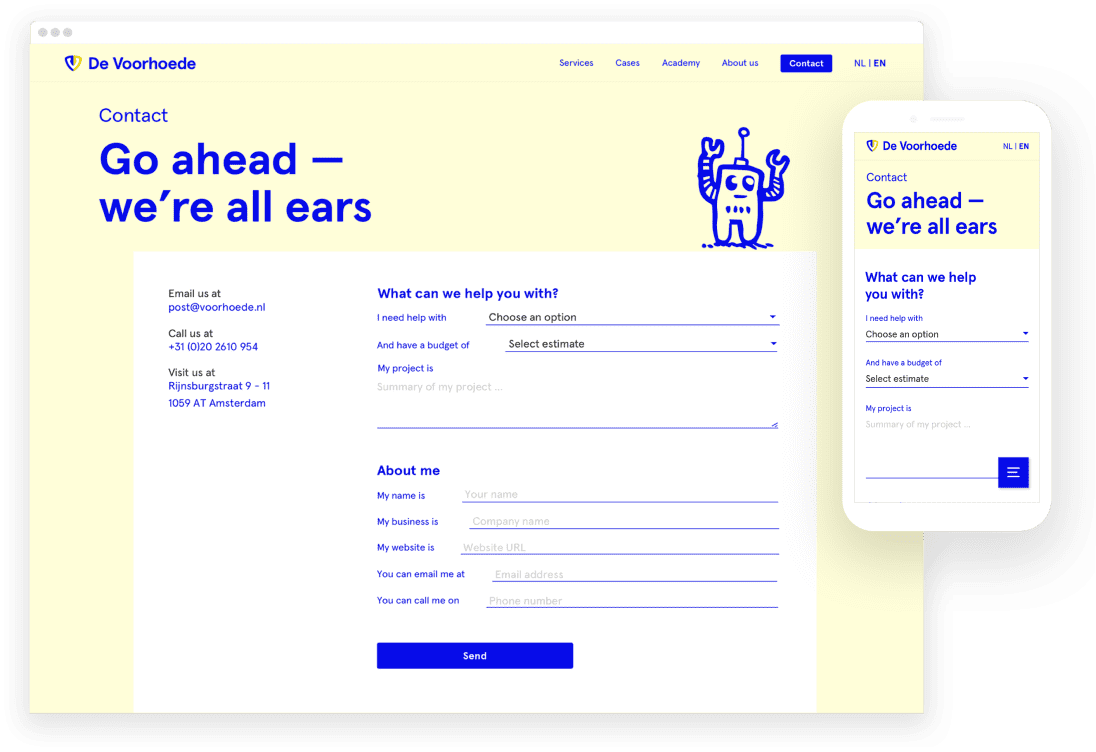 De Voorhoede
Services Cases Academy About us Contact NL | EN
Contact
Go ahead —
we’re all ears
Email us at
post@voorhoede.nl
Call us at
+31 (0)20 2610 954
Visit us at
Rijnsburgstraat 9 - 11
1059 AT Amsterdam
What can we help you with?
I need help with Choose an option
And have a budget of Select estimate
My project is
Summary of my project ...
About me
My name is Your name
My business is Company name
My website is Website URL
You can email me at Email address
You can call me on Phone number
Send
De Voorhoede NL | EN
Contact
Go ahead —
we’re all ears
What can we help
you with?
I need help with
Choose an option
And have a budget of
Select estimate
My project is
Summary of my project ...